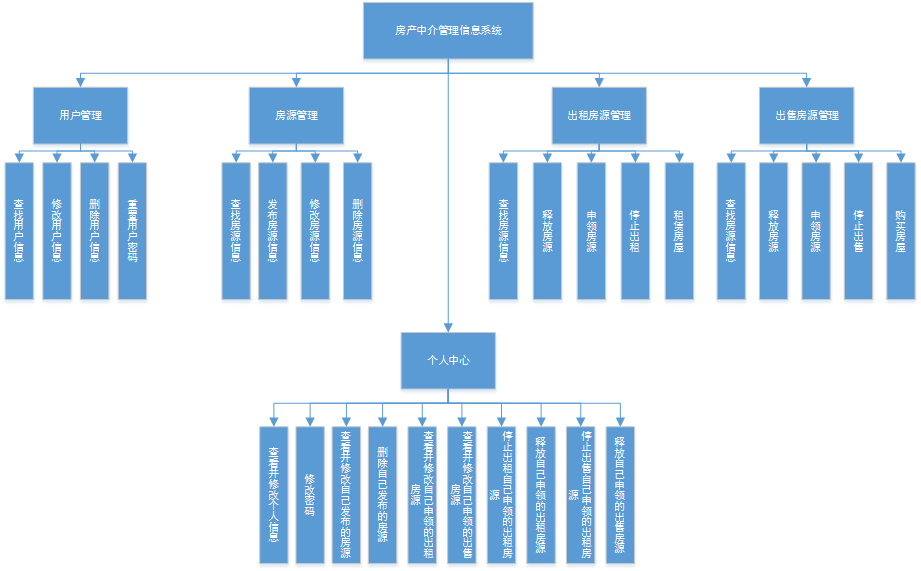 房产中介管理信息系统
用户管理
房源管理
出租房源管理
出售房源管理
查找用户信息
修改用户信息
删除用户信息
重置用户密码
查找房源信息
发布房源信息
修改房源信息
删除房源信息
查找房源信息
释放房源
申领房源
停止出租
租赁房屋
查找房源信息
释放房源
申领房源
停止出售
购买房屋
个人中心
查看并修改个人信息
修改密码
查看并修改自己发布的房源
删除自己发布的房源
查看并修改自己申领的出租
房源
查看并修改自己申领的出售
房源
停止出租自己申领的出租房
源
释放自己申领的出租房源
停止出售自己申领的出租房
源
释放自己申领的出售房源